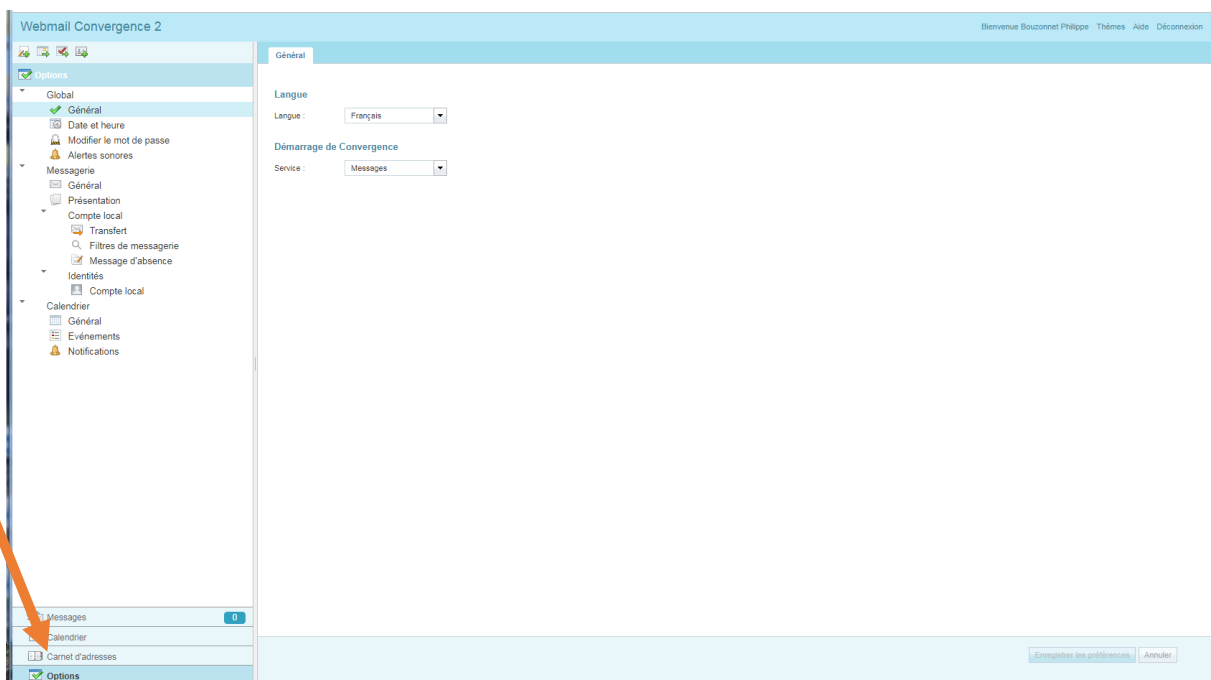 Webmail Convergence 2
Bienvenue Bouzonnet Philippe Thèmes Aide Déconnexion
Options
Global
Général
Date et heure
Modifier le mot de passe
Alertes sonores
Messagerie
Général
Présentation
Compte local
Transfert
Filtres de messagerie
Message d'absence
Identités
Compte local
Calendrier
Général
Evénements
Notifications
Général
Langue
Langue : Français
Démarrage de Convergence
Service : Messages
Messages 0
Calendrier
Carnet d'adresses
Options
Enregistrer les préférences Annuler